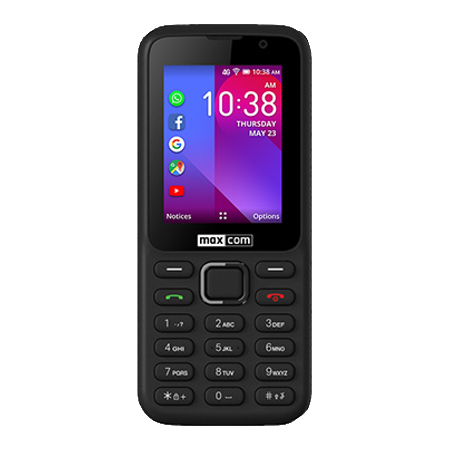 4G 10:38 AM
AM
10:38
THURSDAY
MAY 23
Notices Options
maxcom
1 2 ABC 3 DEF
4 GHI 5 JKL 6 MNO
7 PQRS 8 TUV 9 WXYZ
* + 0 #